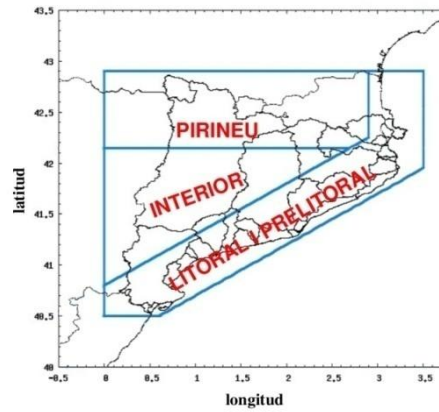 43.5
43
PIRINEU
42.5
42
INTERIOR
latitud
41.5
LITORAL I PRELITORAL
41
40.5
40
-0.5 0 0.5 1 1.5 2 2.5 3 3.5
longitud